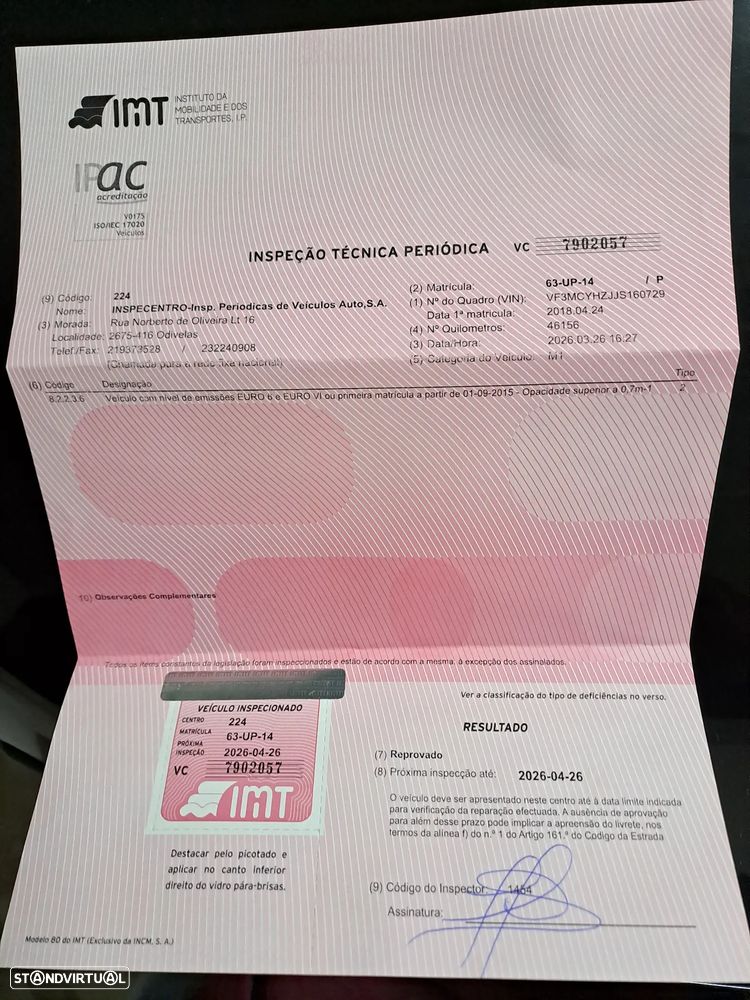 IMT INSTITUTO DA
MOBILIDADE E DOS
TRANSPORTES, I.P.
IPac
acreditação
V0175
ISO/IEC 17020
Veículos
INSPEÇÃO TÉCNICA PERIÓDICA VC 7902057
(9) Código: 224
Nome: INSPECENTRO-Insp. Periodicas de Veículos Auto,S.A.
(3) Morada: Rua Norberto de Oliveira Lt 16
Localidade: 2675-416 Odivelas
Telef./Fax: 219373528 / 232240908
(Chamada para a rede fixa nacional)
(2) Matrícula: 63-UP-14 / P
(1) Nº do Quadro (VIN): VF3MCYHZJJS160729
Data 1ª matrícula: 2018.04.24
(4) Nº Quilometros: 46156
(3) Data/Hora: 2026.03.26 16:27
(5) Categoria do Veículo: M1
(6) Código Designação Tipo
8.2.2.3.6 Veículo com nível de emissões EURO 6 e EURO VI ou primeira matrícula a partir de 01-09-2015 - Opacidade superior a 0,7m-1 2
10) Observações Complementares
Todos os itens constantes da legislação foram inspeccionados e estão de acordo com a mesma, à excepção dos assinalados.
Ver a classificação do tipo de deficiências no verso.
VEÍCULO INSPECIONADO
CENTRO 224
MATRÍCULA 63-UP-14
PRÓXIMA
INSPEÇÃO 2026-04-26
VC 7902057
IMT
Destacar pelo picotado e
aplicar no canto inferior
direito do vidro pára-brisas.
RESULTADO
(7) Reprovado
(8) Próxima inspecção até: 2026-04-26
O veículo deve ser apresentado neste centro até à data limite indicada
para verificação da reparação efectuada. A ausência de aprovação
para além desse prazo pode implicar a apreensão do livrete, nos
termos da alínea f) do n.º 1 do Artigo 161.º do Codigo da Estrada
(9) Código do Inspector: 1464
Assinatura:
Modelo 80 do IMT (Exclusivo da INCM, S. A.)
STANDVIRTUAL